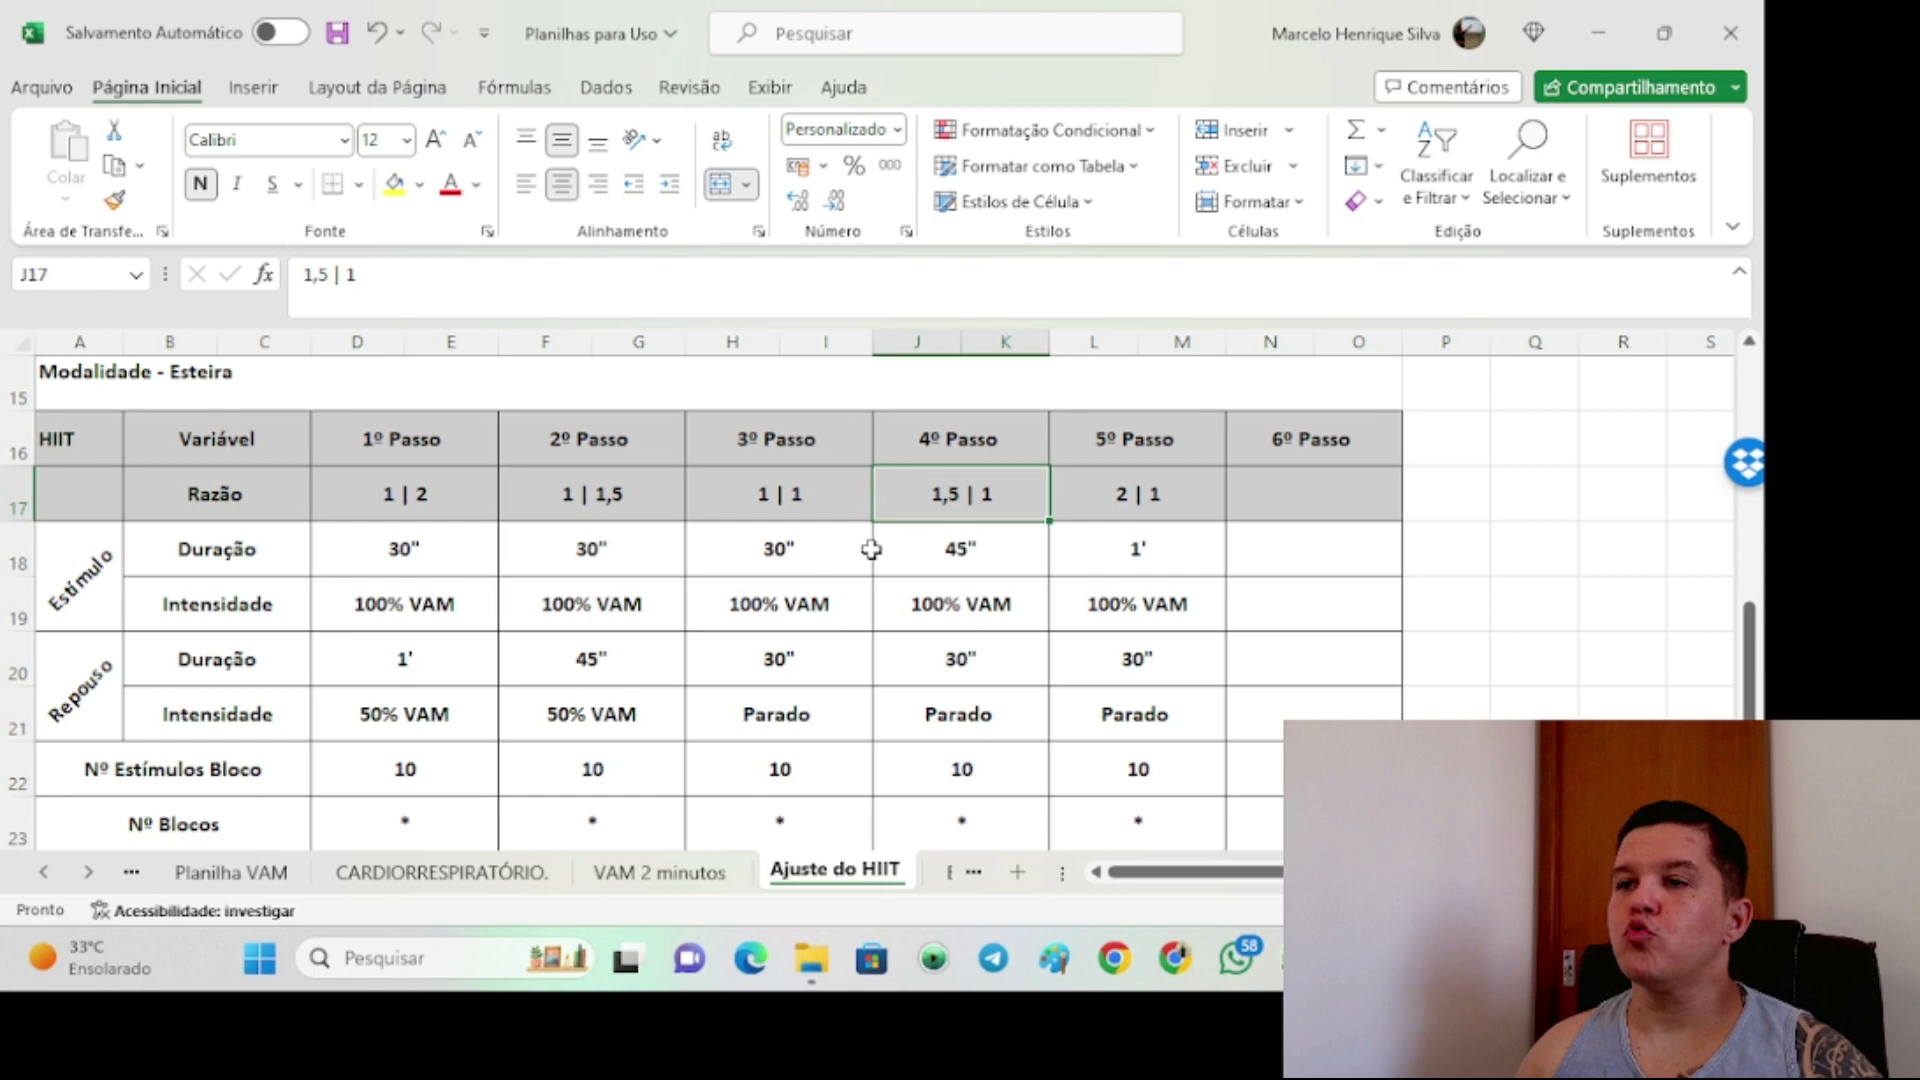 Salvamento Automático
Planilhas para Uso
Pesquisar
Marcelo Henrique Silva
Arquivo Página Inicial Inserir Layout da Página Fórmulas Dados Revisão Exibir Ajuda
Comentários
Compartilhamento
Colar
Área de Transfe...
Calibri
12
N I S
Fonte
ab
Alinhamento
Personalizado
% 000
Número
Formatação Condicional
Formatar como Tabela
Estilos de Célula
Estilos
Inserir
Excluir
Formatar
Células
Classificar
e Filtrar
Localizar e
Selecionar
Edição
Suplementos
Suplementos
J17
fx
1,5 | 1
A B C D E F G H I J K L M N O P Q R S
15 Modalidade - Esteira
16 HIIT Variável 1º Passo 2º Passo 3º Passo 4º Passo 5º Passo 6º Passo
17 Razão 1 | 2 1 | 1,5 1 | 1 1,5 | 1 2 | 1
Estímulo
18 Duração 30" 30" 30" 45" 1'
19 Intensidade 100% VAM 100% VAM 100% VAM 100% VAM 100% VAM
Repouso
20 Duração 1' 45" 30" 30" 30"
21 Intensidade 50% VAM 50% VAM Parado Parado Parado
22 Nº Estímulos Bloco 10 10 10 10 10
23 Nº Blocos * * * * *
... Planilha VAM CARDIORRESPIRATÓRIO. VAM 2 minutos Ajuste do HIIT ...
Pronto
Acessibilidade: investigar
33°C
Ensolarado
Pesquisar
58